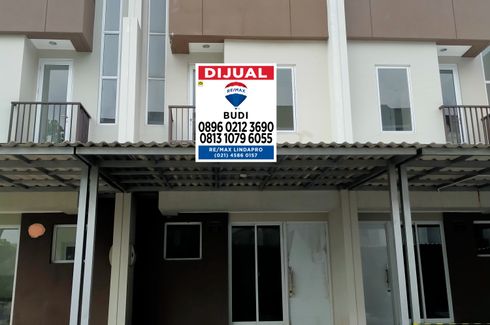 DIJUAL
RE/MAX
BUDI
0896 0212 3690
0813 1079 6055
RE/MAX LINDAPRO
(021) 4586 0157